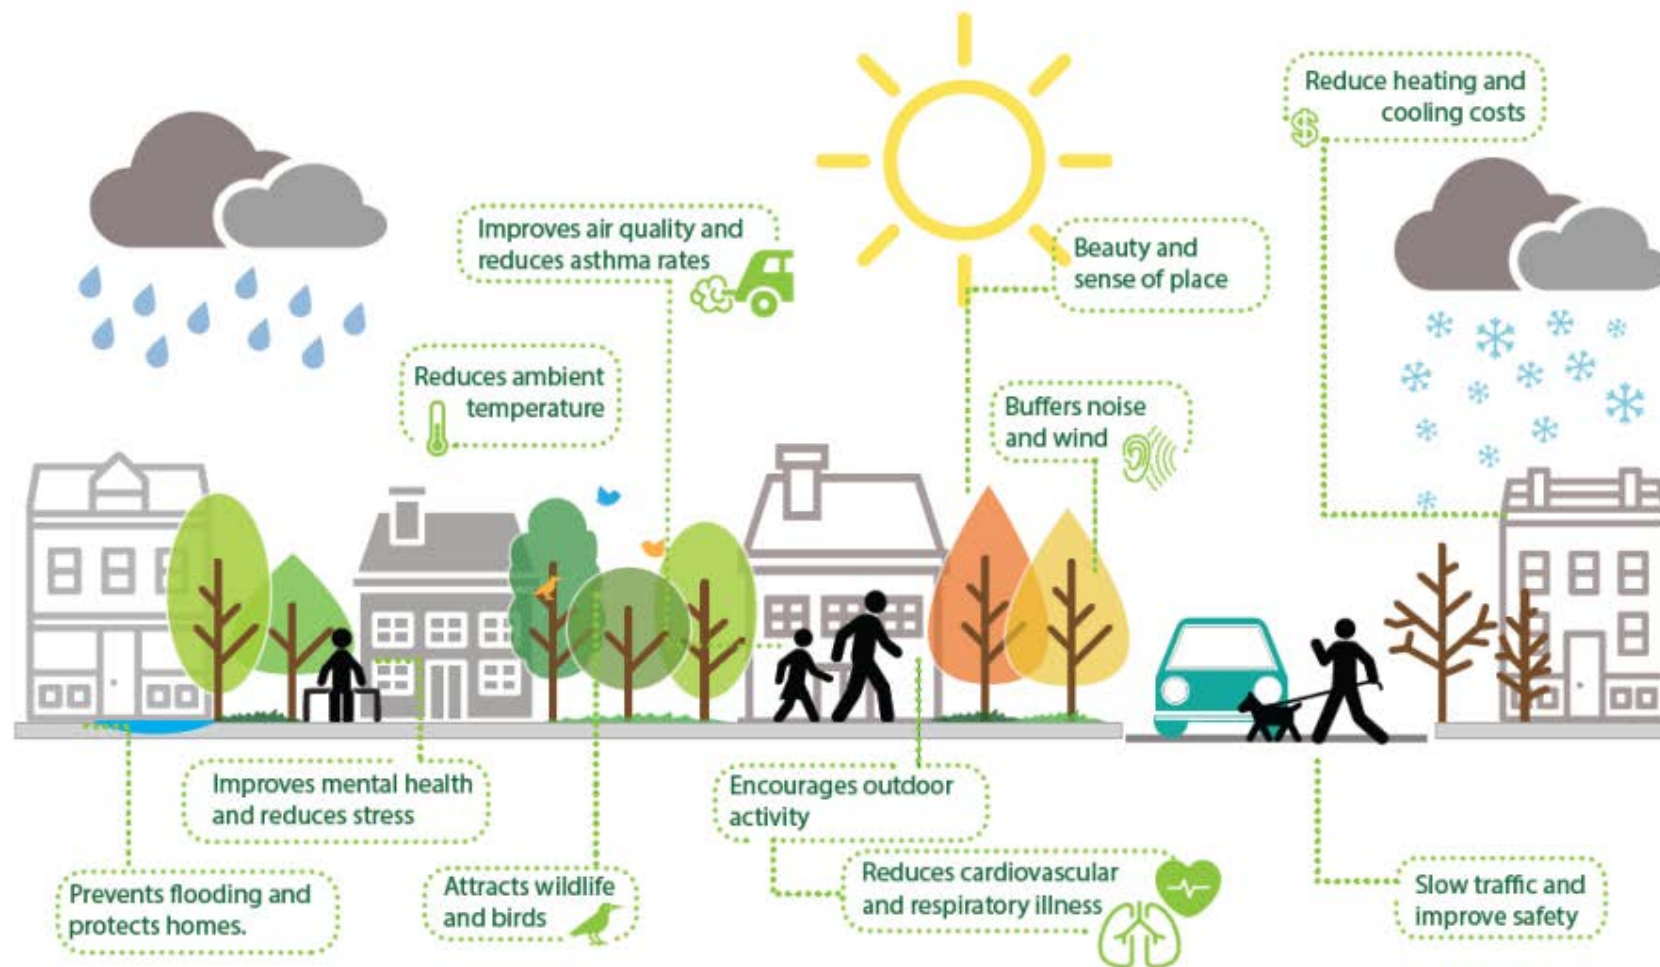 Reduce heating and
cooling costs
$
Improves air quality and
reduces asthma rates
Beauty and
sense of place
Reduces ambient
temperature
Buffers noise
and wind
Improves mental health
and reduces stress
Encourages outdoor
activity
Prevents flooding and
protects homes.
Attracts wildlife
and birds
Reduces cardiovascular
and respiratory illness
Slow traffic and
improve safety